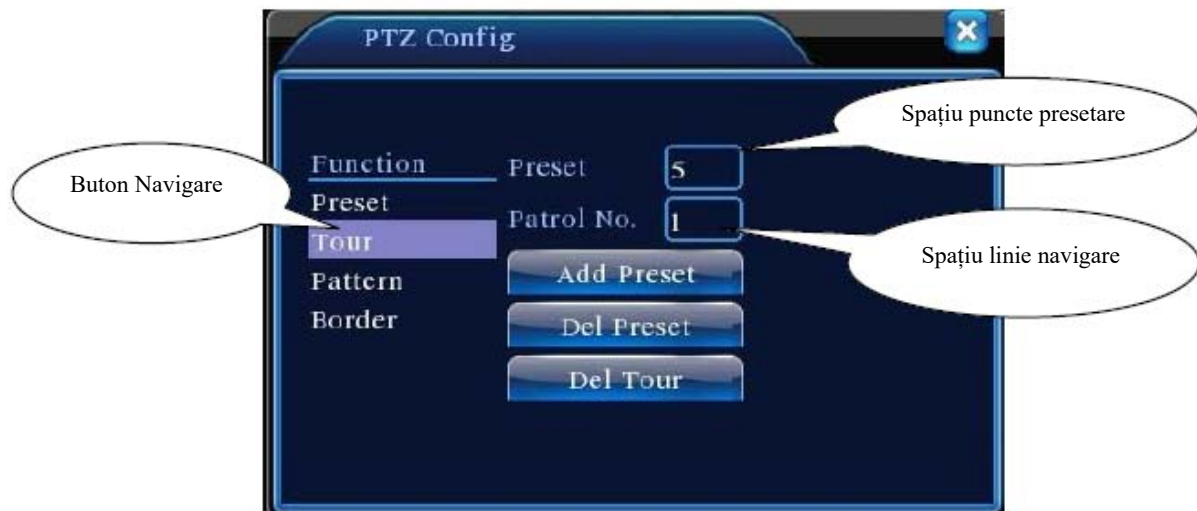 PTZ Config
Spațiu puncte presetare
Buton Navigare
Function
Preset 5
Preset
Patrol No. 1
Tour
Spațiu linie navigare
Add Preset
Pattern
Border
Del Preset
Del Tour